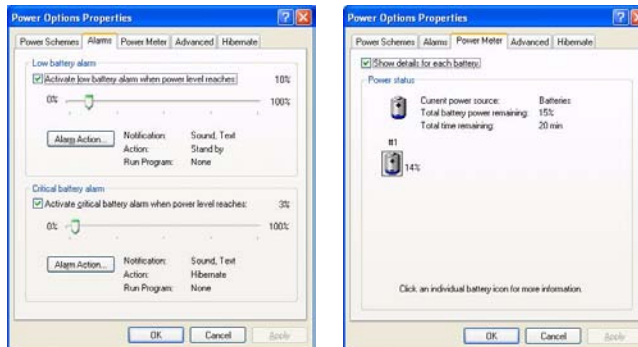 Power Options Properties
Power Schemes Alarms Power Meter Advanced Hibernate
Low battery alarm
Activate low battery alarm when power level reaches: 10%
0% 100%
Alarm Action... Notification: Sound, Text
Action: Stand by
Run Program: None
Critical battery alarm
Activate critical battery alarm when power level reaches: 3%
0% 100%
Alarm Action... Notification: Sound, Text
Action: Hibernate
Run Program: None
OK Cancel Apply
Power Options Properties
Power Schemes Alarms Power Meter Advanced Hibernate
Show details for each battery.
Power status
Current power source: Batteries
Total battery power remaining: 15%
Total time remaining: 20 min
#1
14%
Click an individual battery icon for more information.
OK Cancel Apply